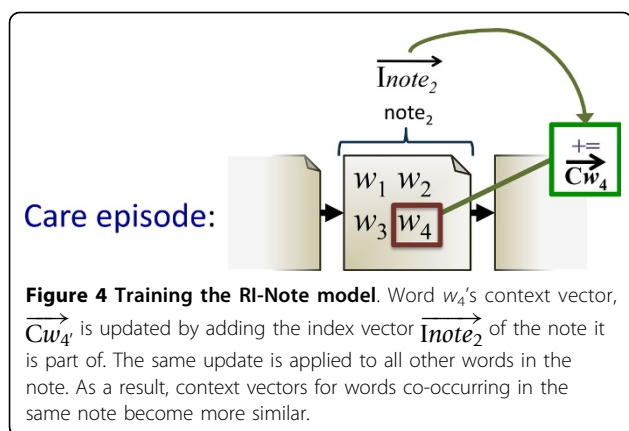 Inote₂
note₂
+=
Cw₄
w₁ w₂
Care episode:
w₃ w₄
Figure 4 Training the RI-Note model. Word w₄'s context vector,
Cw₄, is updated by adding the index vector Inote₂ of the note it
is part of. The same update is applied to all other words in the
note. As a result, context vectors for words co-occurring in the
same note become more similar.